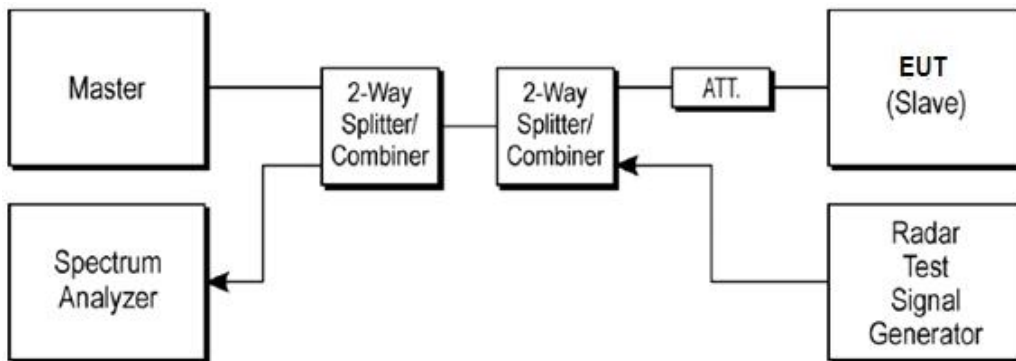 Master
2-Way
Splitter/
Combiner
2-Way
Splitter/
Combiner
ATT.
EUT
(Slave)
Spectrum
Analyzer
Radar
Test
Signal
Generator